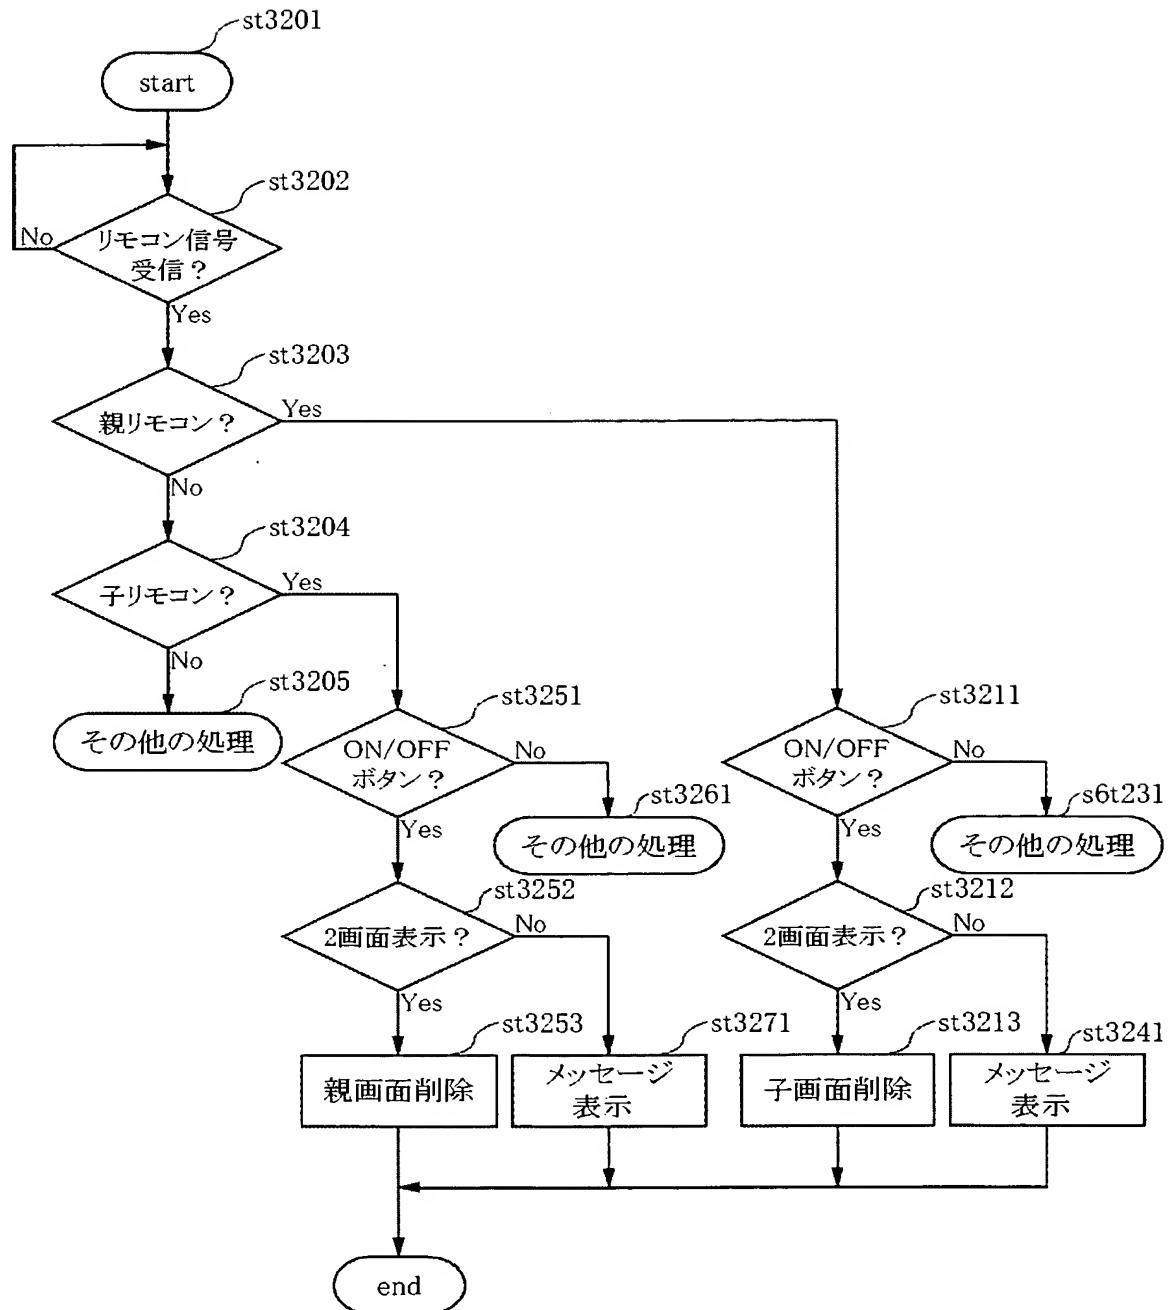 st3201
start
st3202
No
リモコン信号
受信？
Yes
st3203
親リモコン？
Yes
No
st3204
子リモコン？
Yes
No
st3205
その他の処理
st3251
ON/OFF
ボタン？
No
Yes
st3261
その他の処理
st3211
ON/OFF
ボタン？
No
Yes
s6t231
その他の処理
st3252
2画面表示？
No
Yes
st3212
2画面表示？
No
Yes
st3253
親画面削除
st3271
メッセージ
表示
st3213
子画面削除
st3241
メッセージ
表示
end